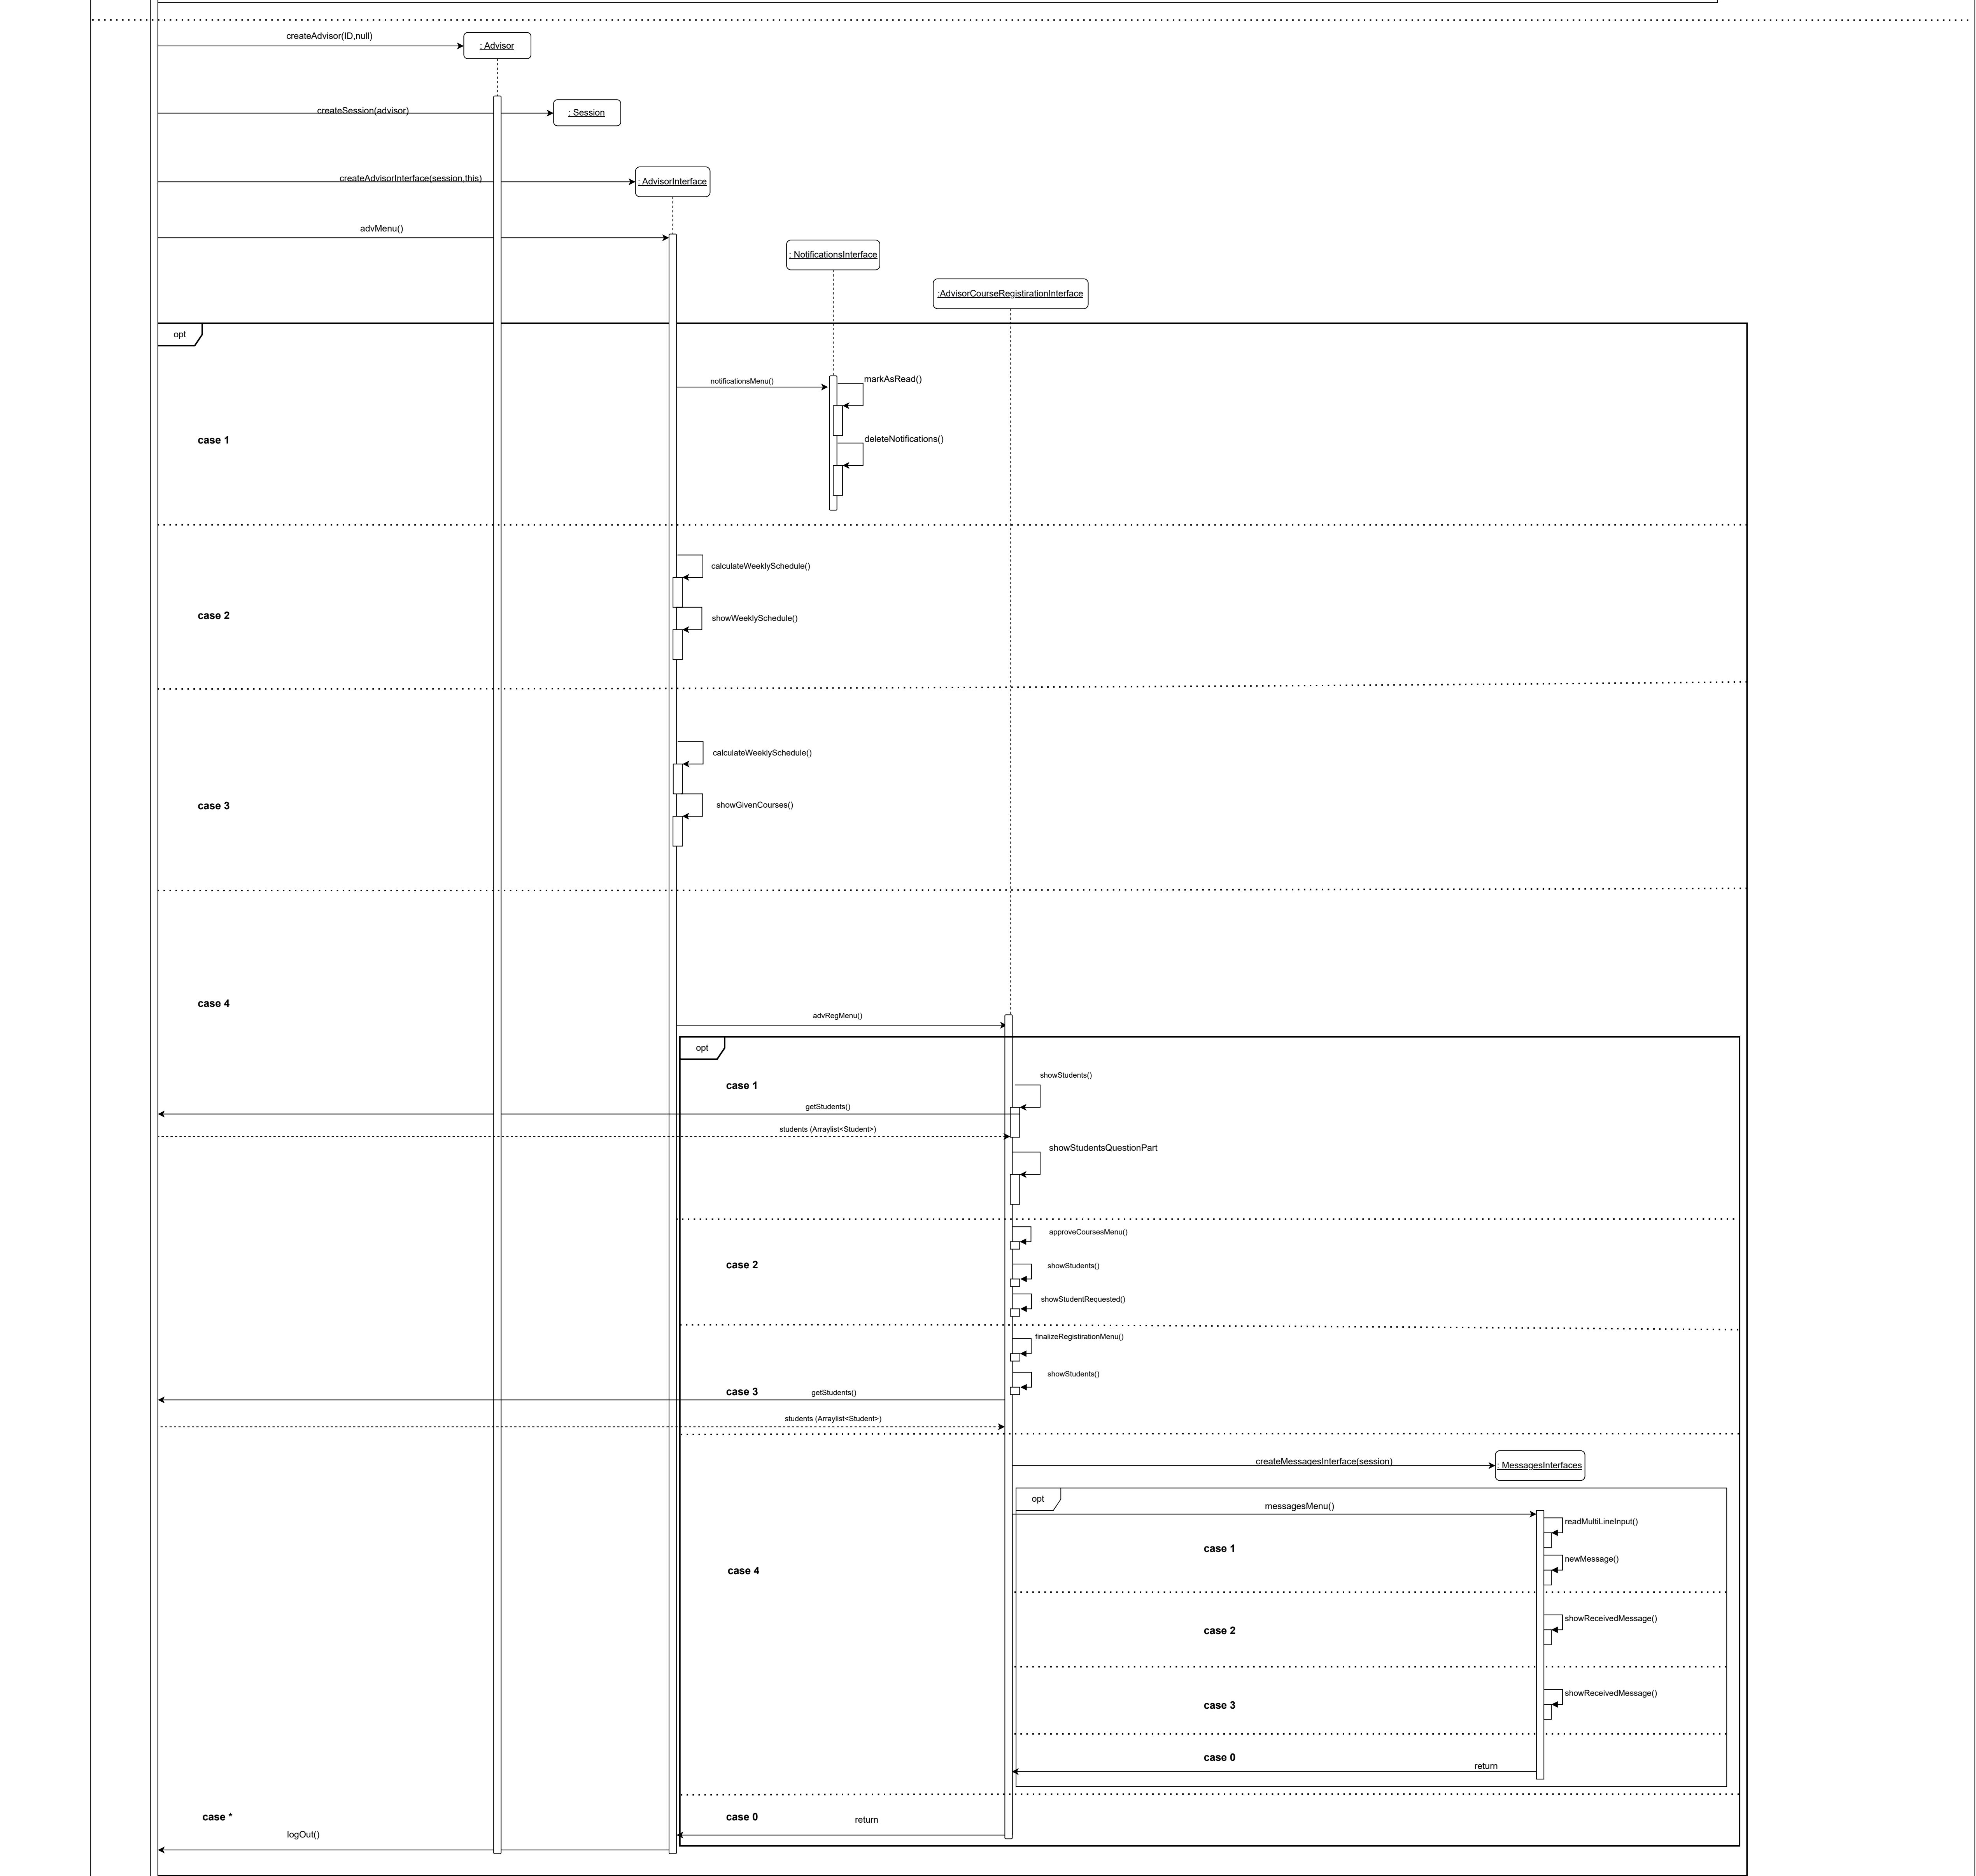 createAdvisor(ID,null)
: Advisor
createSession(advisor)
: Session
createAdvisorInterface(session,this)
: AdvisorInterface
advMenu()
: NotificationsInterface
:AdvisorCourseRegistirationInterface
opt
notificationsMenu()
markAsRead()
case 1
deleteNotifications()
calculateWeeklySchedule()
case 2
showWeeklySchedule()
calculateWeeklySchedule()
case 3
showGivenCourses()
case 4
advRegMenu()
opt
showStudents()
case 1
getStudents()
students (Arraylist<Student>)
showStudentsQuestionPart
approveCoursesMenu()
case 2
showStudents()
showStudentRequested()
finalizeRegistirationMenu()
showStudents()
case 3
getStudents()
students (Arraylist<Student>)
createMessagesInterface(session)
: MessagesInterfaces
opt
messagesMenu()
readMultiLineInput()
case 1
newMessage()
case 4
showReceivedMessage()
case 2
showReceivedMessage()
case 3
case 0
return
case *
case 0
return
logOut()